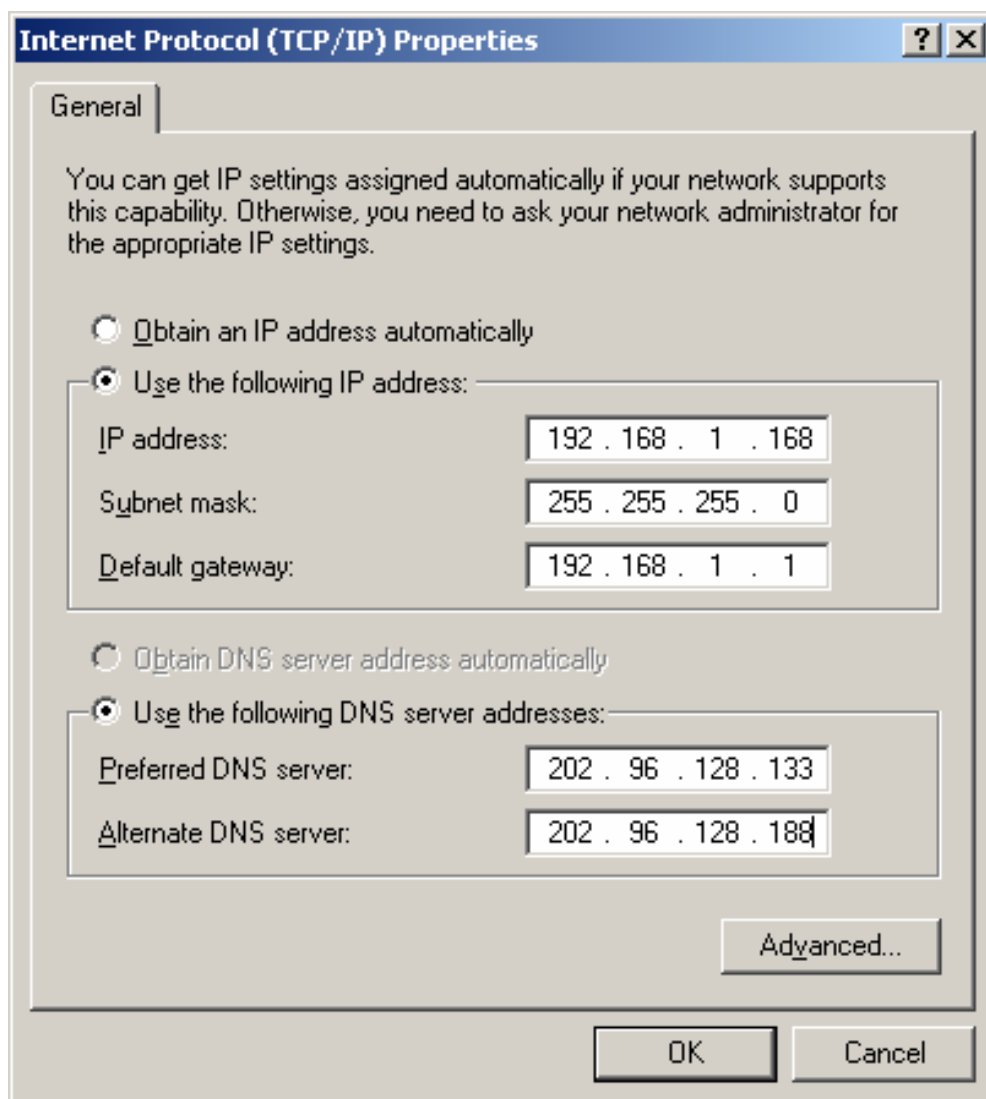 Internet Protocol (TCP/IP) Properties
General
You can get IP settings assigned automatically if your network supports
this capability. Otherwise, you need to ask your network administrator for
the appropriate IP settings.
Obtain an IP address automatically
Use the following IP address:
IP address: 192 . 168 . 1 . 168
Subnet mask: 255 . 255 . 255 . 0
Default gateway: 192 . 168 . 1 . 1
Obtain DNS server address automatically
Use the following DNS server addresses:
Preferred DNS server: 202 . 96 . 128 . 133
Alternate DNS server: 202 . 96 . 128 . 188
Advanced...
OK Cancel